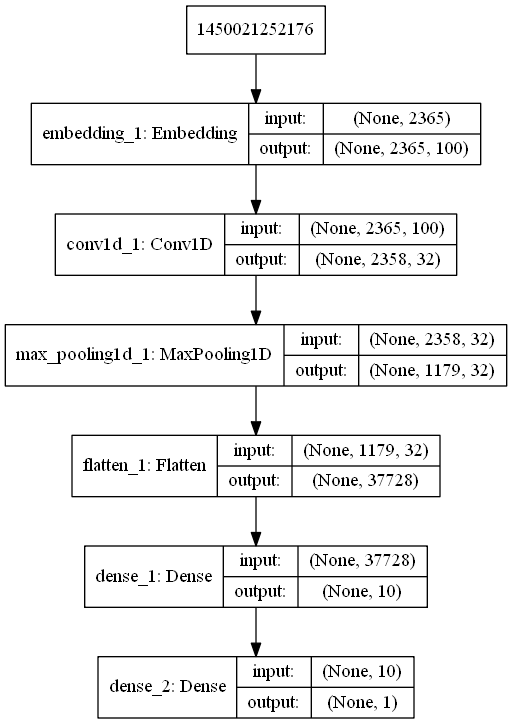 1450021252176
embedding_1: Embedding
input: (None, 2365)
output: (None, 2365, 100)
conv1d_1: Conv1D
input: (None, 2365, 100)
output: (None, 2358, 32)
max_pooling1d_1: MaxPooling1D
input: (None, 2358, 32)
output: (None, 1179, 32)
flatten_1: Flatten
input: (None, 1179, 32)
output: (None, 37728)
dense_1: Dense
input: (None, 37728)
output: (None, 10)
dense_2: Dense
input: (None, 10)
output: (None, 1)